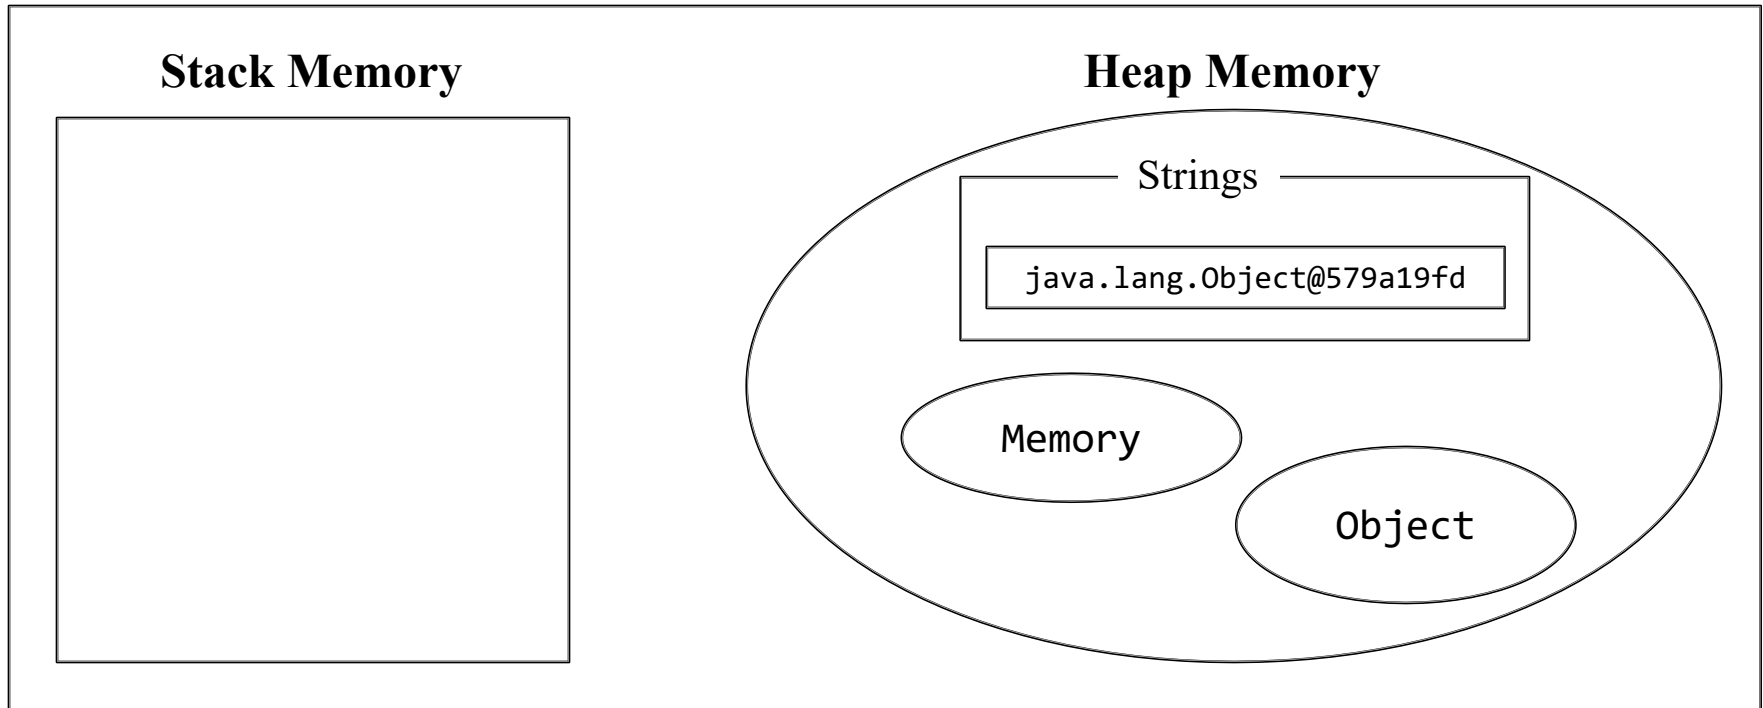 Stack Memory
Heap Memory
Strings
java.lang.Object@579a19fd
Memory
Object